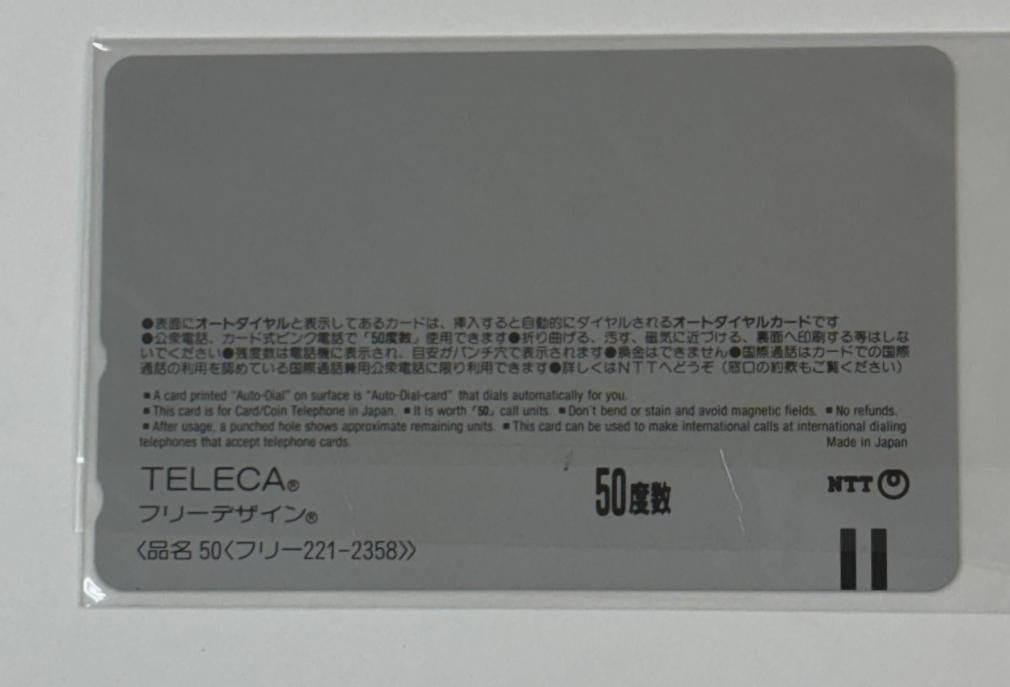 ●表面にオートダイヤルと表示してあるカードは、挿入すると自動的にダイヤルされるオートダイヤルカードです
●公衆電話、カード式ピンク電話で「50度数」使用できます●折り曲げる、汚す、磁気に近づける、裏面へ印刷する等はしな
いでください●残度数は電話機に表示され、目安がパンチ穴で表示されます●換金はできません●国際通話はカードでの国際
通話の利用を認めている国際通話兼用公衆電話に限り利用できます●詳しくはNTTへどうぞ（窓口の約款もご覧ください）
■A card printed "Auto-Dial" on surface is "Auto-Dial-card" that dials automatically for you.
■This card is for Card/Coin Telephone in Japan. ■It is worth「50」call units. ■Don't bend or stain and avoid magnetic fields. ■No refunds.
■After usage, a punched hole shows approximate remaining units. ■This card can be used to make international calls at international dialing
telephones that accept telephone cards.
Made in Japan
TELECA®
フリーデザイン®
〈品名 50〈フリー221-2358〉〉
50度数
NTT